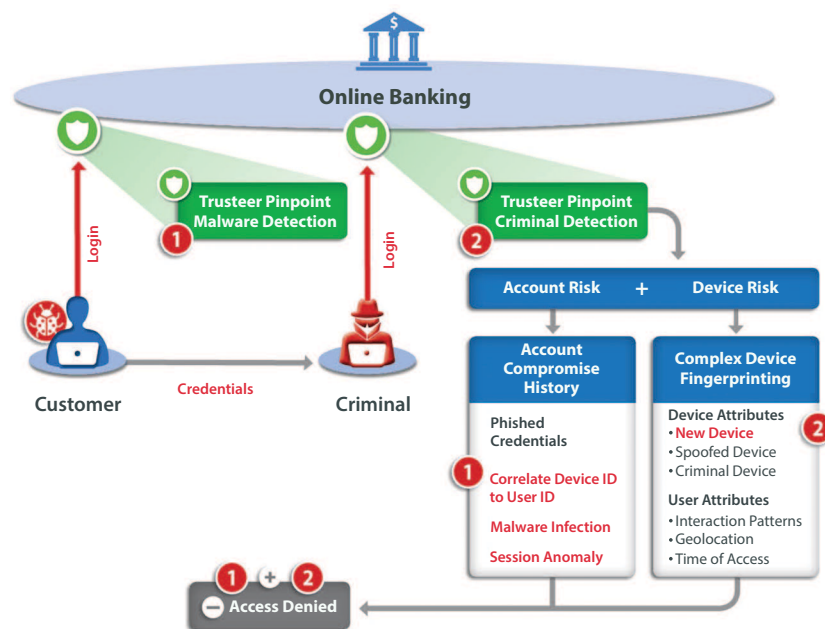 $
Online Banking
Trusteer Pinpoint
Malware Detection
1
Trusteer Pinpoint
Criminal Detection
2
Login
Login
Account Risk + Device Risk
Customer
Credentials
Criminal
Account
Compromise
History
Phished
Credentials
1
Correlate Device ID
to User ID
Malware Infection
Session Anomaly
Complex Device
Fingerprinting
Device Attributes
• New Device
• Spoofed Device
• Criminal Device
2
User Attributes
• Interaction Patterns
• Geolocation
• Time of Access
1 + 2
Access Denied